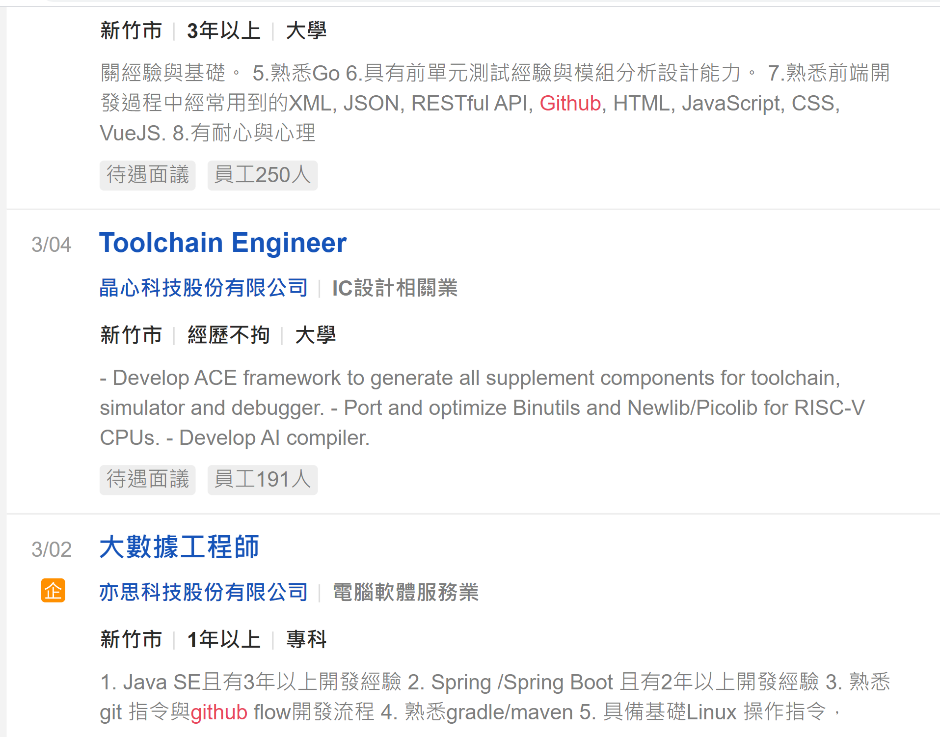 新竹市 3年以上 大學
關經驗與基礎。 5.熟悉Go 6.具有前單元測試經驗與模組分析設計能力。 7.熟悉前端開
發過程中經常用到的XML, JSON, RESTful API, Github, HTML, JavaScript, CSS,
VueJS. 8.有耐心與心理
待遇面議 員工250人
3/04 Toolchain Engineer
晶心科技股份有限公司 IC設計相關業
新竹市 經歷不拘 大學
- Develop ACE framework to generate all supplement components for toolchain,
simulator and debugger. - Port and optimize Binutils and Newlib/Picolib for RISC-V
CPUs. - Develop AI compiler.
待遇面議 員工191人
3/02 大數據工程師
企 亦思科技股份有限公司 電腦軟體服務業
新竹市 1年以上 專科
1. Java SE且有3年以上開發經驗 2. Spring /Spring Boot 且有2年以上開發經驗 3. 熟悉
git 指令與github flow開發流程 4. 熟悉gradle/maven 5. 具備基礎Linux 操作指令．